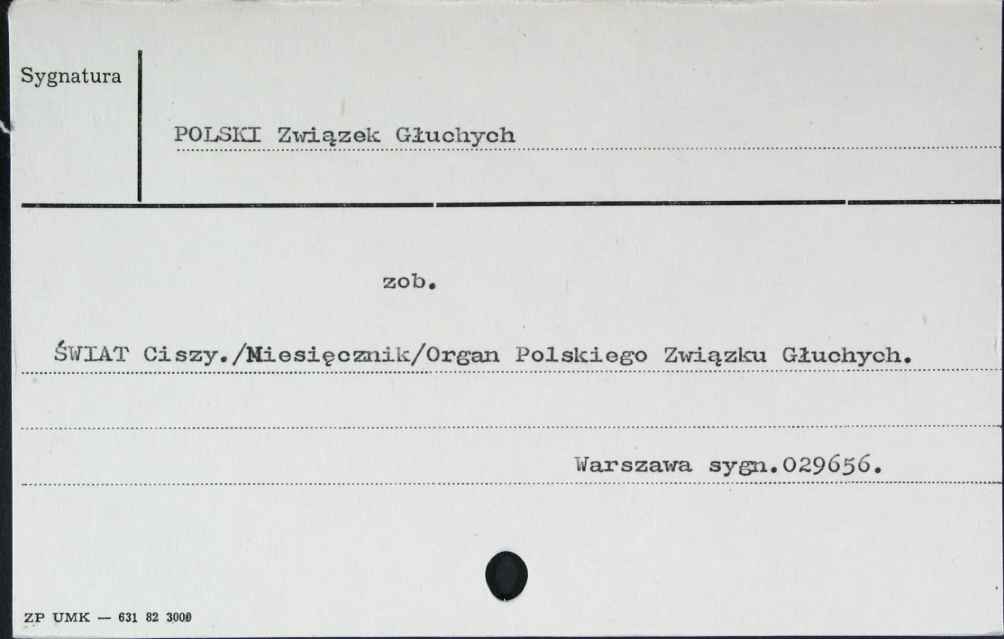 Sygnatura
POLSKI Związek Głuchych
zob.
ŚWIAT Ciszy./Miesięcznik/Organ Polskiego Związku Głuchych.
Warszawa sygn.029656.
ZP UMK — 631 82 3000